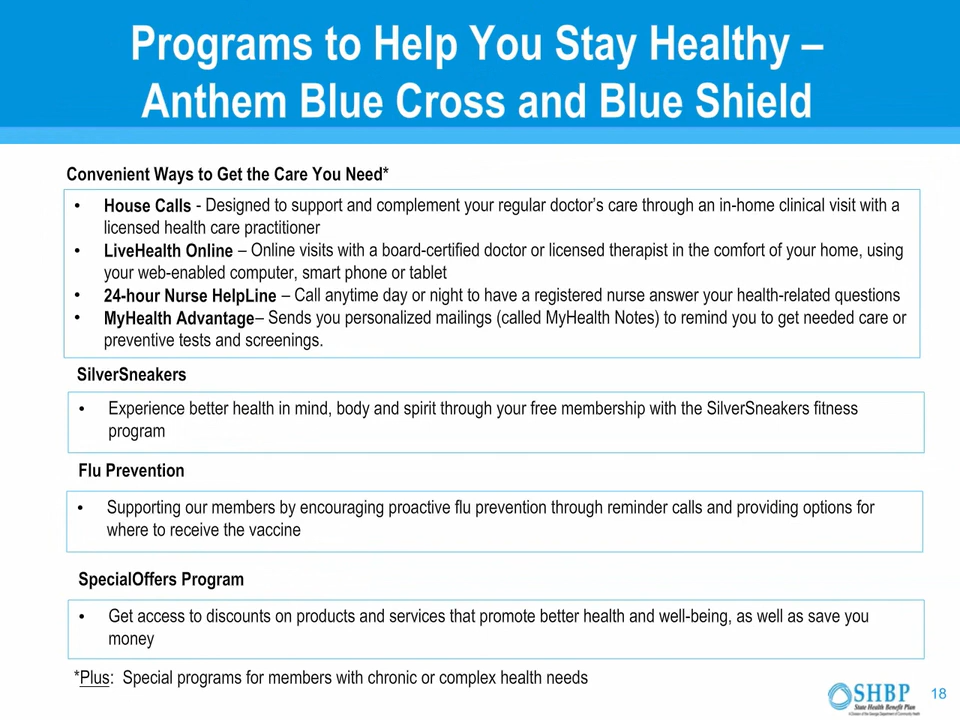 Programs to Help You Stay Healthy –
Anthem Blue Cross and Blue Shield
Convenient Ways to Get the Care You Need*
• House Calls - Designed to support and complement your regular doctor’s care through an in-home clinical visit with a
licensed health care practitioner
• LiveHealth Online – Online visits with a board-certified doctor or licensed therapist in the comfort of your home, using
your web-enabled computer, smart phone or tablet
• 24-hour Nurse HelpLine – Call anytime day or night to have a registered nurse answer your health-related questions
• MyHealth Advantage– Sends you personalized mailings (called MyHealth Notes) to remind you to get needed care or
preventive tests and screenings.
SilverSneakers
• Experience better health in mind, body and spirit through your free membership with the SilverSneakers fitness
program
Flu Prevention
• Supporting our members by encouraging proactive flu prevention through reminder calls and providing options for
where to receive the vaccine
SpecialOffers Program
• Get access to discounts on products and services that promote better health and well-being, as well as save you
money
*Plus: Special programs for members with chronic or complex health needs
SHBP
State Health Benefit Plan
A Division of the Georgia Department of Community Health
18